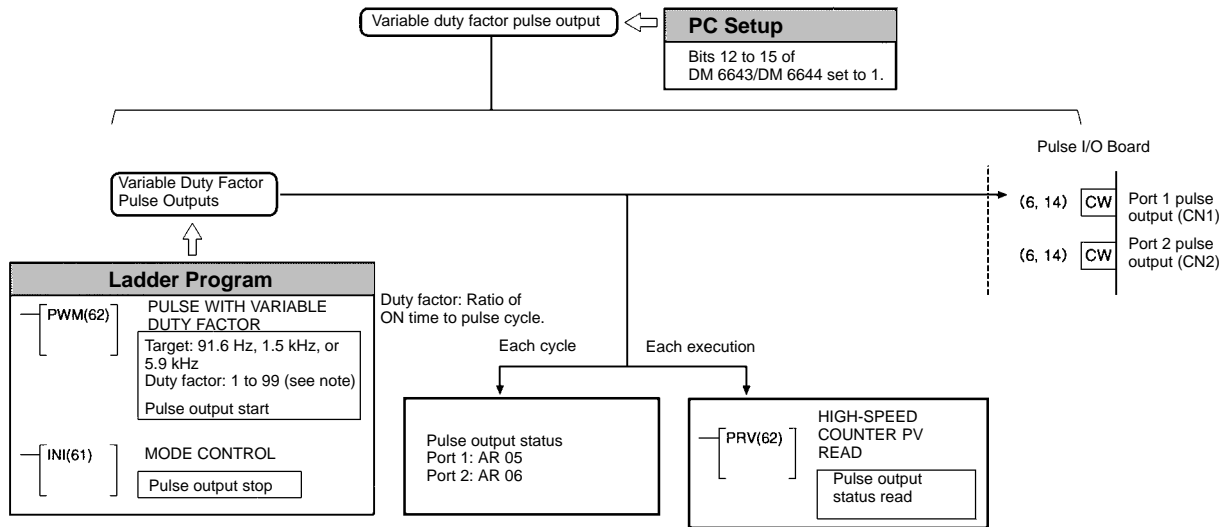 Variable duty factor pulse output
PC Setup
Bits 12 to 15 of
DM 6643/DM 6644 set to 1.
Pulse I/O Board
Variable Duty Factor
Pulse Outputs
(6, 14) CW Port 1 pulse
output (CN1)
(6, 14) CW Port 2 pulse
output (CN2)
Ladder Program
PWM(62) PULSE WITH VARIABLE
DUTY FACTOR
Target: 91.6 Hz, 1.5 kHz, or
5.9 kHz
Duty factor: 1 to 99 (see note)
Pulse output start
INI(61) MODE CONTROL
Pulse output stop
Duty factor: Ratio of
ON time to pulse cycle.
Each cycle
Each execution
Pulse output status
Port 1: AR 05
Port 2: AR 06
PRV(62) HIGH-SPEED
COUNTER PV
READ
Pulse output
status read